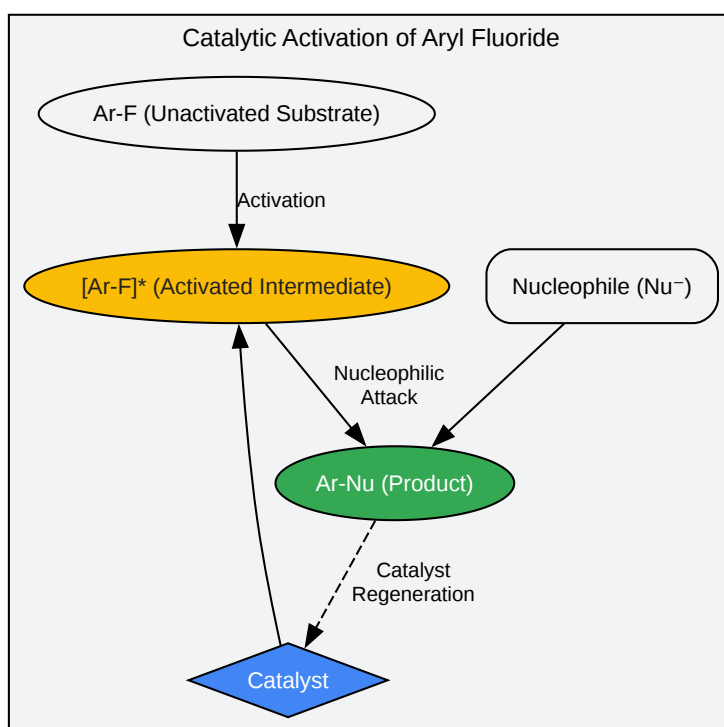 Catalytic Activation of Aryl Fluoride
Ar-F (Unactivated Substrate)
Activation
[Ar-F]* (Activated Intermediate)
Nucleophile (Nu⁻)
Nucleophilic
Attack
Ar-Nu (Product)
Catalyst
Regeneration
Catalyst